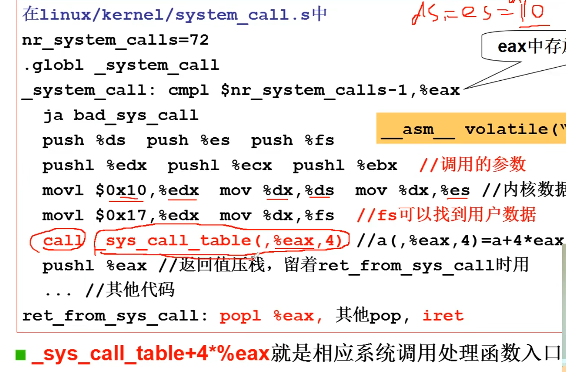 在linux/kernel/system_call.s中
ds=es=10
nr_system_calls=72
.globl _system_call
_system_call: cmpl $nr_system_calls-1,%eax
eax中存
ja bad_sys_call
push %ds push %es push %fs
__asm__ volatile("
pushl %edx pushl %ecx pushl %ebx //调用的参数
movl $0x10,%edx mov %dx,%ds mov %dx,%es //内核数据
movl $0x17,%edx mov %dx,%fs //fs可以找到用户数据
call _sys_call_table(,%eax,4) //a(,%eax,4)=a+4*eax
pushl %eax //返回值压栈，留着ret_from_sys_call时用
... //其他代码
ret_from_sys_call: popl %eax, 其他pop, iret
_sys_call_table+4*%eax就是相应系统调用处理函数入口